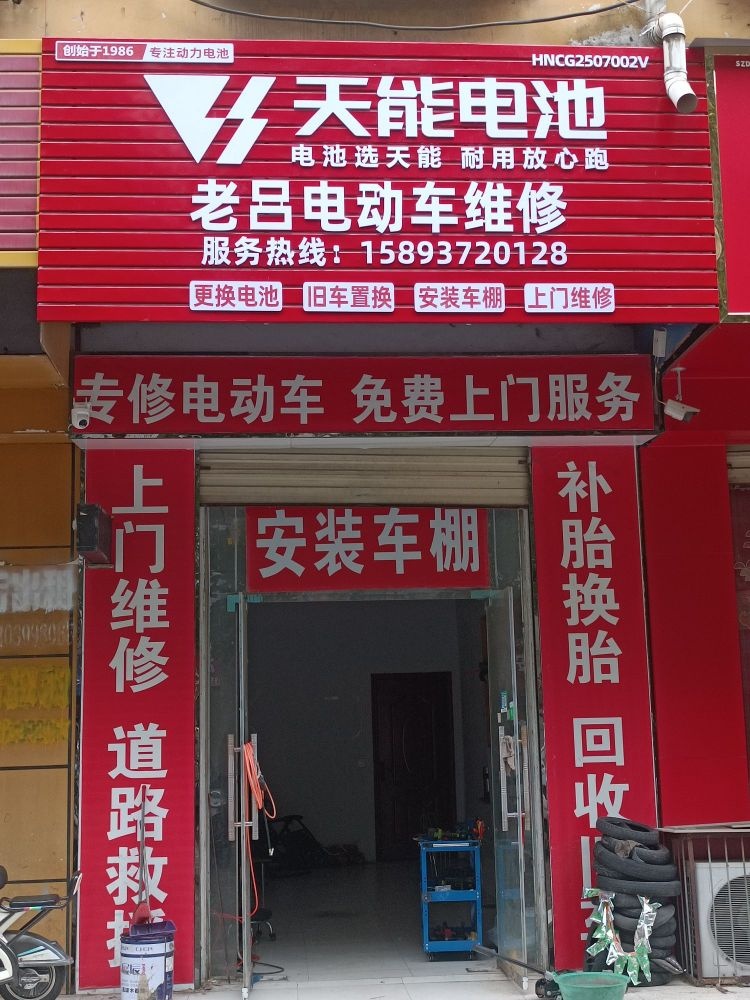 创始于1986 专注动力电池
HNCG2507002V
天能电池
电池选天能 耐用放心跑
老吕电动车维修
服务热线：15893720128
更换电池 旧车置换 安装车棚 上门维修
专修电动车 免费上门服务
安装车棚
上门维修 道路救援
补胎换胎 回收
出租
SZD